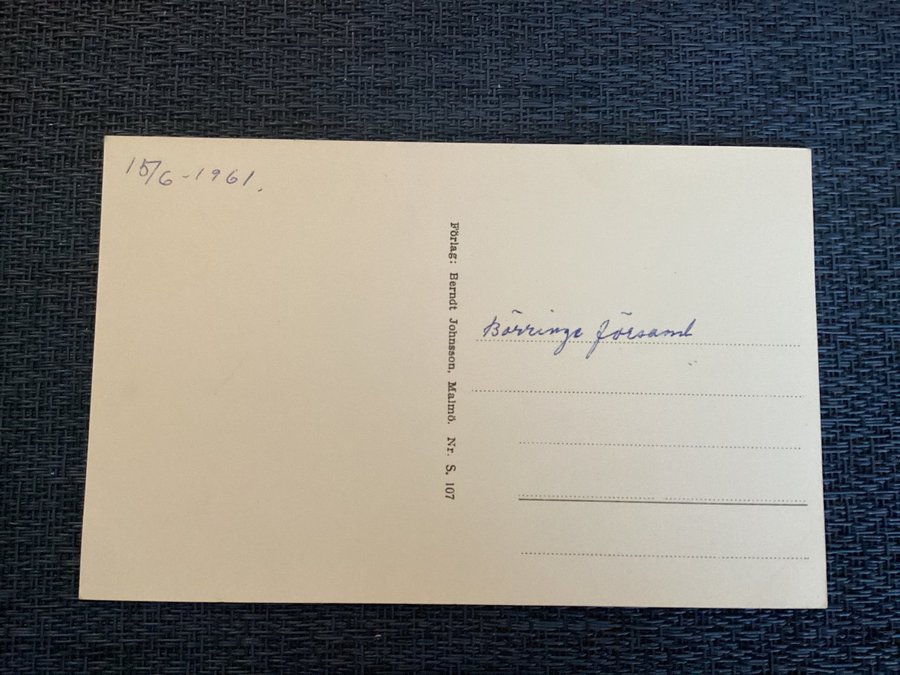 15/6-1961.
Förlag: Berndt Johnsson, Malmö. Nr. S. 107
Börringe församl